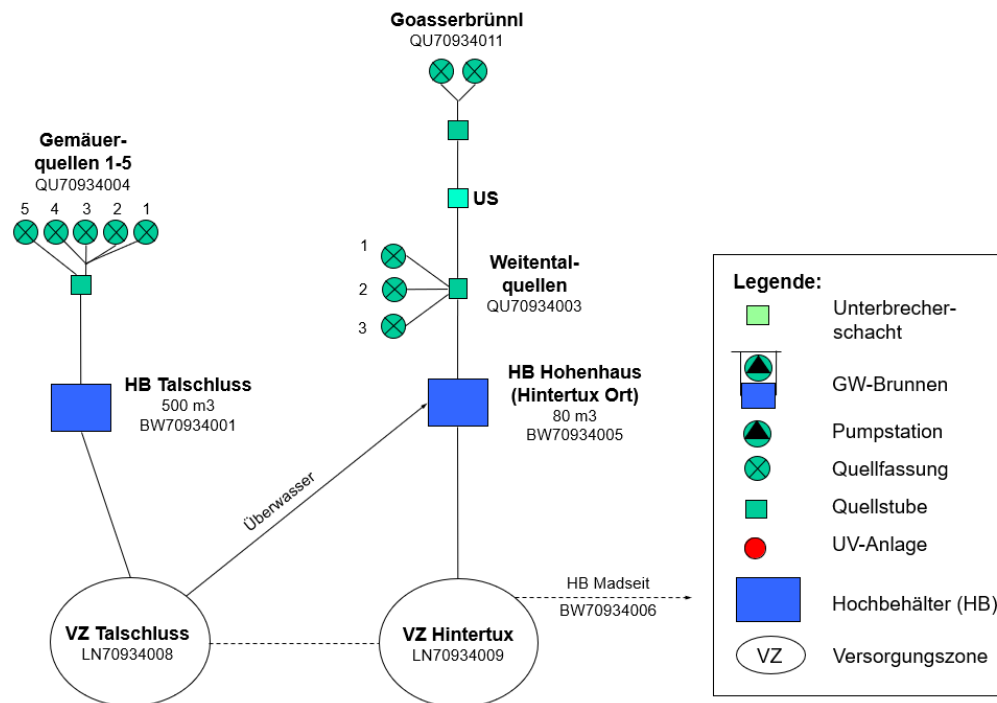 Goasserbrünnl
QU70934011
Gemäuer-
quellen 1-5
QU70934004
5 4 3 2 1
US
1
2
3
Weitental-
quellen
QU70934003
HB Talschluss
500 m3
BW70934001
HB Hohenhaus
(Hintertux Ort)
80 m3
BW70934005
Überwasser
VZ Talschluss
LN70934008
VZ Hintertux
LN70934009
HB Madseit
BW70934006
Legende:
Unterbrecher-
schacht
GW-Brunnen
Pumpstation
Quellfassung
Quellstube
UV-Anlage
Hochbehälter (HB)
VZ Versorgungszone